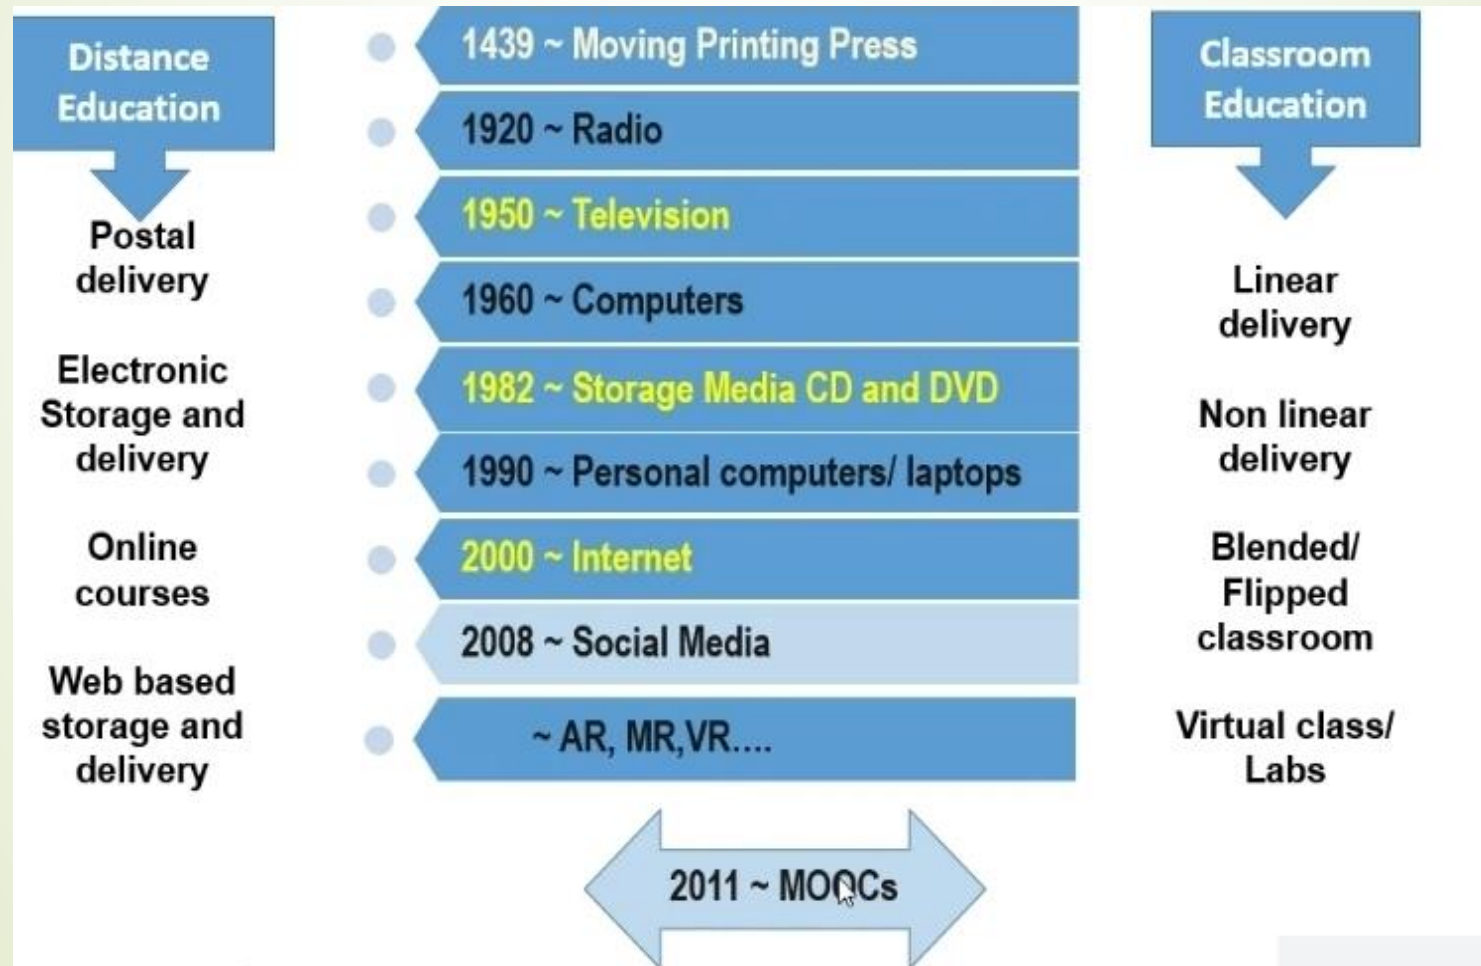 Distance
Education
Postal
delivery
Electronic
Storage and
delivery
Online
courses
Web based
storage and
delivery
1439 ~ Moving Printing Press
1920 ~ Radio
1950 ~ Television
1960 ~ Computers
1982 ~ Storage Media CD and DVD
1990 ~ Personal computers/ laptops
2000 ~ Internet
2008 ~ Social Media
~ AR, MR,VR....
2011 ~ MOOCs
Classroom
Education
Linear
delivery
Non linear
delivery
Blended/
Flipped
classroom
Virtual class/
Labs